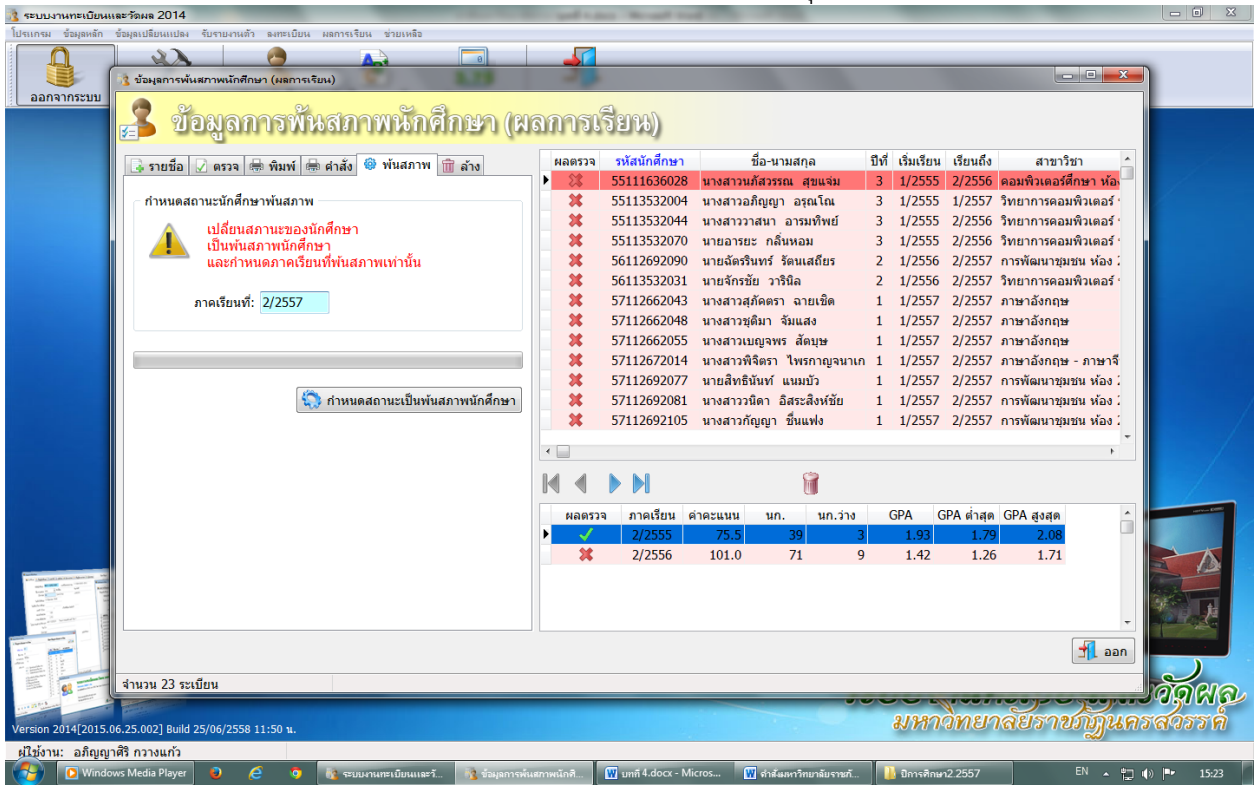 ระบบงานทะเบียนและวัดผล 2014
โปรแกรม ข้อมูลหลัก ข้อมูลเปลี่ยนแปลง รับรายงานตัว ลงทะเบียน ผลการเรียน ช่วยเหลือ
ออกจากระบบ
ข้อมูลการพ้นสภาพนักศึกษา (ผลการเรียน)
ข้อมูลการพ้นสภาพนักศึกษา (ผลการเรียน)
รายชื่อ ตรวจ พิมพ์ คำสั่ง พ้นสภาพ ล้าง
กำหนดสถานะนักศึกษาพ้นสภาพ
เปลี่ยนสภานะของนักศึกษา
เป็นพ้นสภาพนักศึกษา
และกำหนดภาคเรียนที่พ้นสภาพเท่านั้น
ภาคเรียนที่: 2/2557
กำหนดสถานะเป็นพ้นสภาพนักศึกษา
ผลตรวจ รหัสนักศึกษา ชื่อ-นามสกุล ปีที่ เริ่มเรียน เรียนถึง สาขาวิชา
55111636028 นางสาวนภัสวรรณ สุขแจ่ม 3 1/2555 2/2556 คอมพิวเตอร์ศึกษา ห้อง
55113532004 นางสาวอภิญญา อรุณโณ 3 1/2555 1/2557 วิทยาการคอมพิวเตอร์
55113532044 นางสาววาสนา อารมทิพย์ 3 1/2555 2/2556 วิทยาการคอมพิวเตอร์
55113532070 นายอารยะ กลิ่นหอม 3 1/2555 2/2556 วิทยาการคอมพิวเตอร์
56112692090 นายฉัตรรินทร์ รัตนเสถียร 2 1/2556 2/2557 การพัฒนาชุมชน ห้อง 2
56113532031 นายจักรชัย วารินิล 2 1/2556 2/2557 วิทยาการคอมพิวเตอร์
57112662043 นางสาวสุภัคตรา ฉายเชิด 1 1/2557 2/2557 ภาษาอังกฤษ
57112662048 นางสาวชุติมา จัมแสง 1 1/2557 2/2557 ภาษาอังกฤษ
57112662055 นางสาวเบญจพร สัตบุษ 1 1/2557 2/2557 ภาษาอังกฤษ
57112672014 นางสาวพิจิตรา ไพรกาญจนาเก 1 1/2557 2/2557 ภาษาอังกฤษ - ภาษาจี
57112692077 นายสิทธินันท์ แนมบัว 1 1/2557 2/2557 การพัฒนาชุมชน ห้อง 2
57112692081 นางสาววนิดา อิสระสิงห์ชัย 1 1/2557 2/2557 การพัฒนาชุมชน ห้อง 2
57112692105 นางสาวกัญญา ชื่นแฟง 1 1/2557 2/2557 การพัฒนาชุมชน ห้อง 2
ผลตรวจ ภาคเรียน ค่าคะแนน นก. นก.ว่าง GPA GPA ต่ำสุด GPA สูงสุด
2/2555 75.5 39 3 1.93 1.79 2.08
2/2556 101.0 71 9 1.42 1.26 1.71
ออก
จำนวน 23 ระเบียน
วัดผล
มหาวิทยาลัยราชภัฏนครสวรรค์
Version 2014[2015.06.25.002] Build 25/06/2558 11:50 น.
ผู้ใช้งาน: อภิญญาศิริ กวางแก้ว
Windows Media Player ระบบงานทะเบียนและวั... ข้อมูลการพ้นสภาพนักศึ... บทที่ 4.docx - Micros... คำสั่งมหาวิทยาลัยราชภั... ปีการศึกษา2.2557 EN 15:23